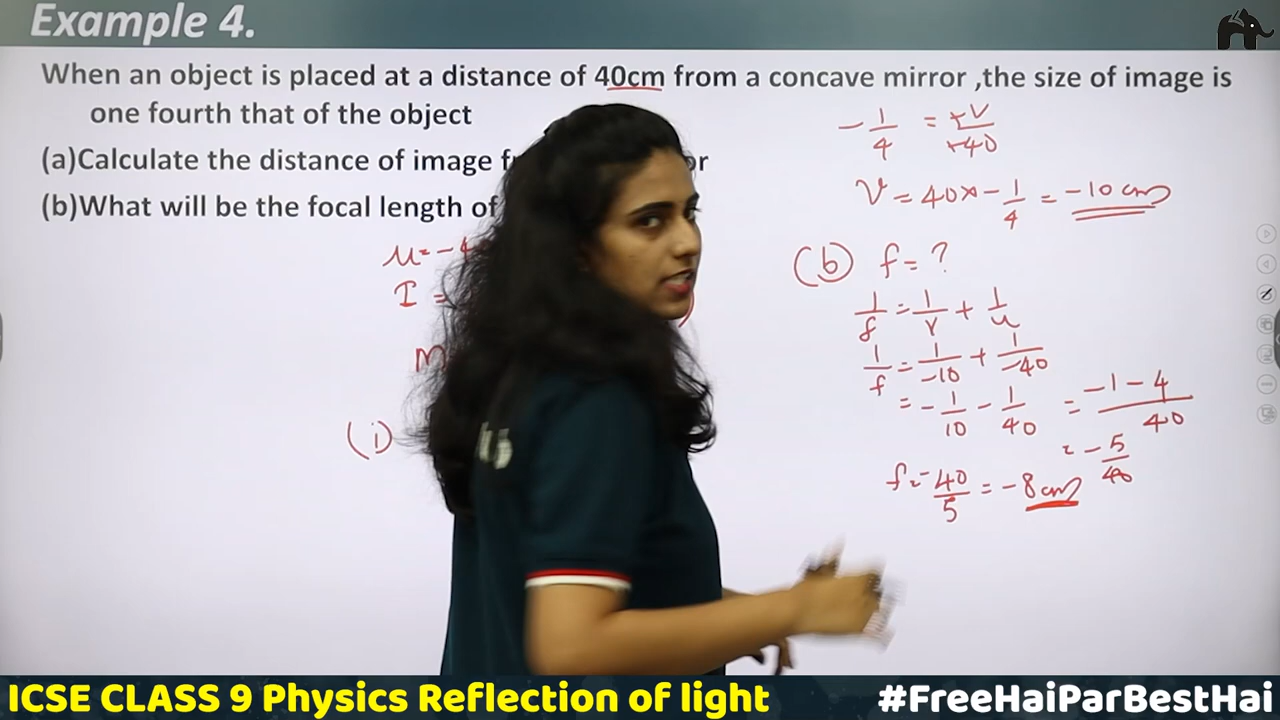 Example 4.
When an object is placed at a distance of 40cm from a concave mirror ,the size of image is
one fourth that of the object
(a)Calculate the distance of image
(b)What will be the focal length of
u = -4
I =
m
(i)
- 1/4 = +V/+40
V = 40 x - 1/4 = -10 cm
(b) f = ?
1/f = 1/v + 1/u
1/f = 1/-10 + 1/-40
= - 1/10 - 1/40 = -1-4/40
= - 5/40
f = - 40/5 = -8cm
ICSE CLASS 9 Physics Reflection of light
#FreeHaiParBestHai